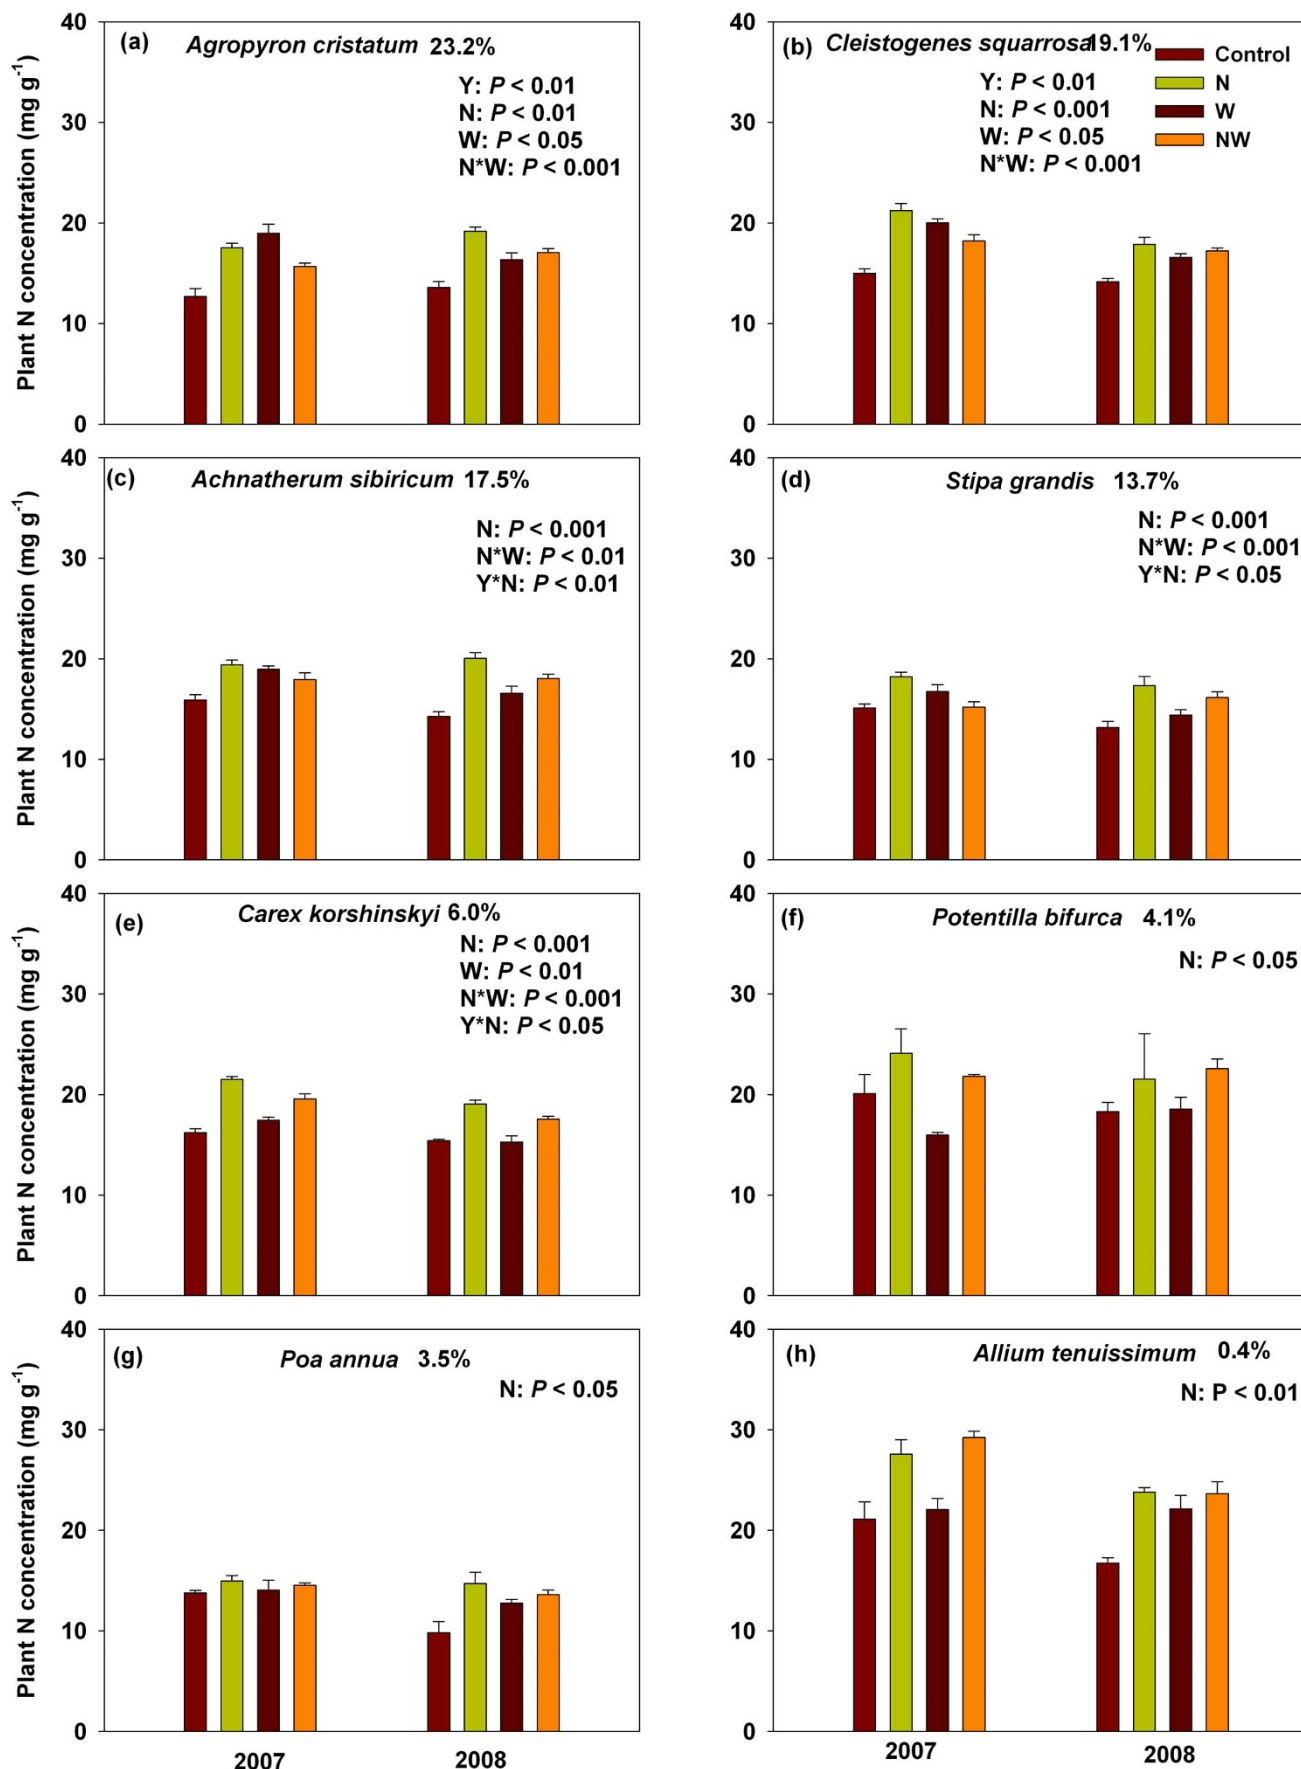 (a) Agropyron cristatum 23.2%
Y: P < 0.01
N: P < 0.01
W: P < 0.05
N*W: P < 0.001
40
30
20
10
0
Plant N concentration (mg g-1)
(b) Cleistogenes squarrosa 19.1%
Y: P < 0.01
N: P < 0.001
W: P < 0.05
N*W: P < 0.001
Control
N
W
NW
40
30
20
10
0
(c) Achnatherum sibiricum 17.5%
N: P < 0.001
N*W: P < 0.01
Y*N: P < 0.01
40
30
20
10
0
Plant N concentration (mg g-1)
(d) Stipa grandis 13.7%
N: P < 0.001
N*W: P < 0.001
Y*N: P < 0.05
40
30
20
10
0
(e) Carex korshinskyi 6.0%
N: P < 0.001
W: P < 0.01
N*W: P < 0.001
Y*N: P < 0.05
40
30
20
10
0
Plant N concentration (mg g-1)
(f) Potentilla bifurca 4.1%
N: P < 0.05
40
30
20
10
0
(g) Poa annua 3.5%
N: P < 0.05
40
30
20
10
0
Plant N concentration (mg g-1)
2007 2008
(h) Allium tenuissimum 0.4%
N: P < 0.01
40
30
20
10
0
2007 2008